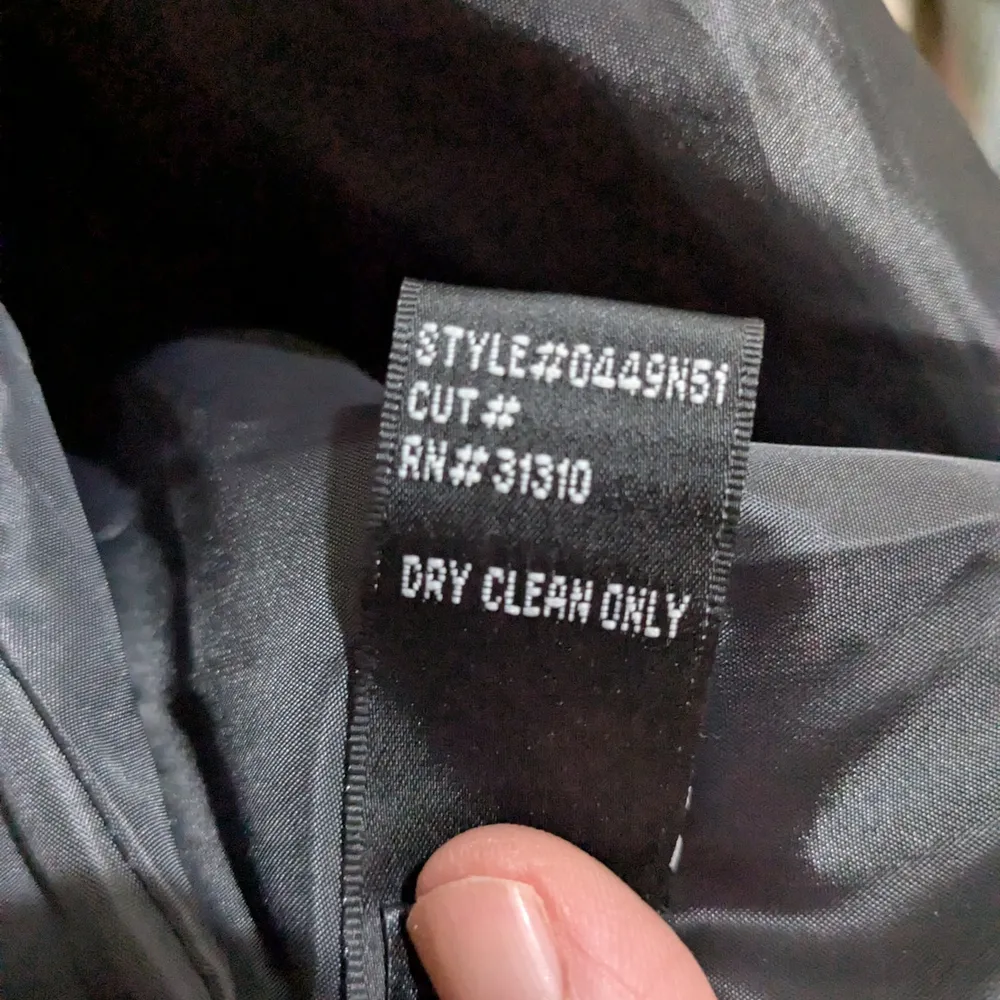 STYLE#0449N51
CUT#
RN#31310
DRY CLEAN ONLY